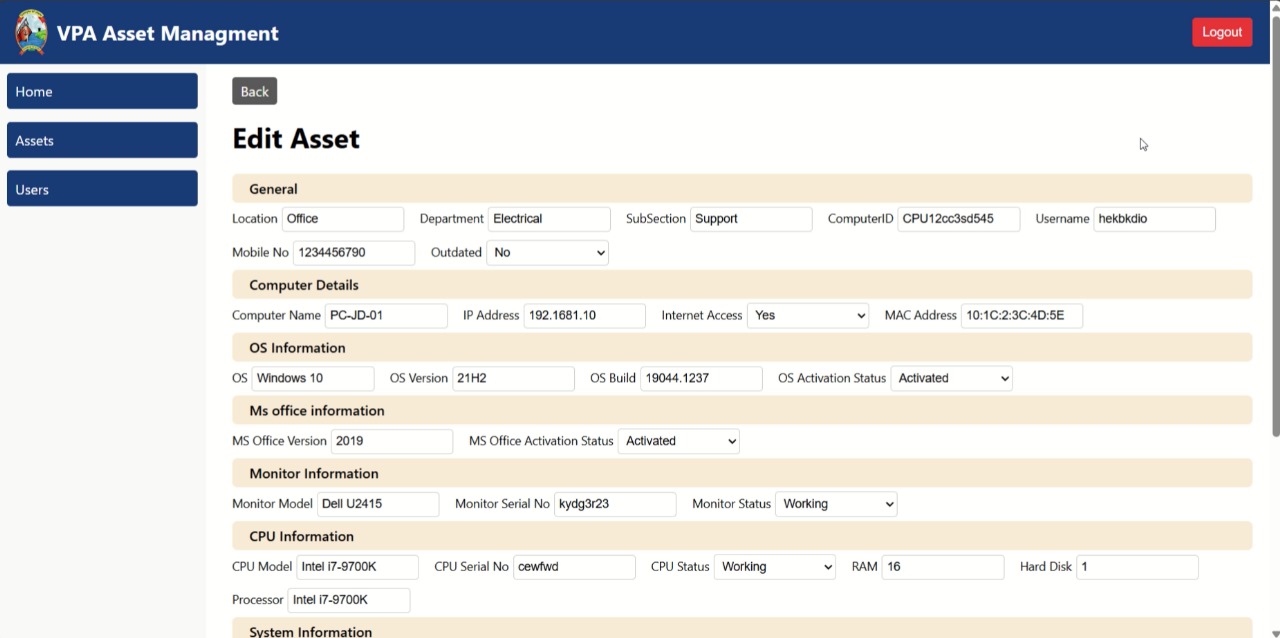 VPA Asset Managment
Logout
Home
Assets
Users
Back
Edit Asset
General
Location Office Department Electrical SubSection Support ComputerID CPU12cc3sd545 Username hekbkdio
Mobile No 1234456790 Outdated No
Computer Details
Computer Name PC-JD-01 IP Address 192.1681.10 Internet Access Yes MAC Address 10:1C:2:3C:4D:5E
OS Information
OS Windows 10 OS Version 21H2 OS Build 19044.1237 OS Activation Status Activated
Ms office information
MS Office Version 2019 MS Office Activation Status Activated
Monitor Information
Monitor Model Dell U2415 Monitor Serial No kydg3r23 Monitor Status Working
CPU Information
CPU Model Intel i7-9700K CPU Serial No cewfwd CPU Status Working RAM 16 Hard Disk 1
Processor Intel i7-9700K
System Information